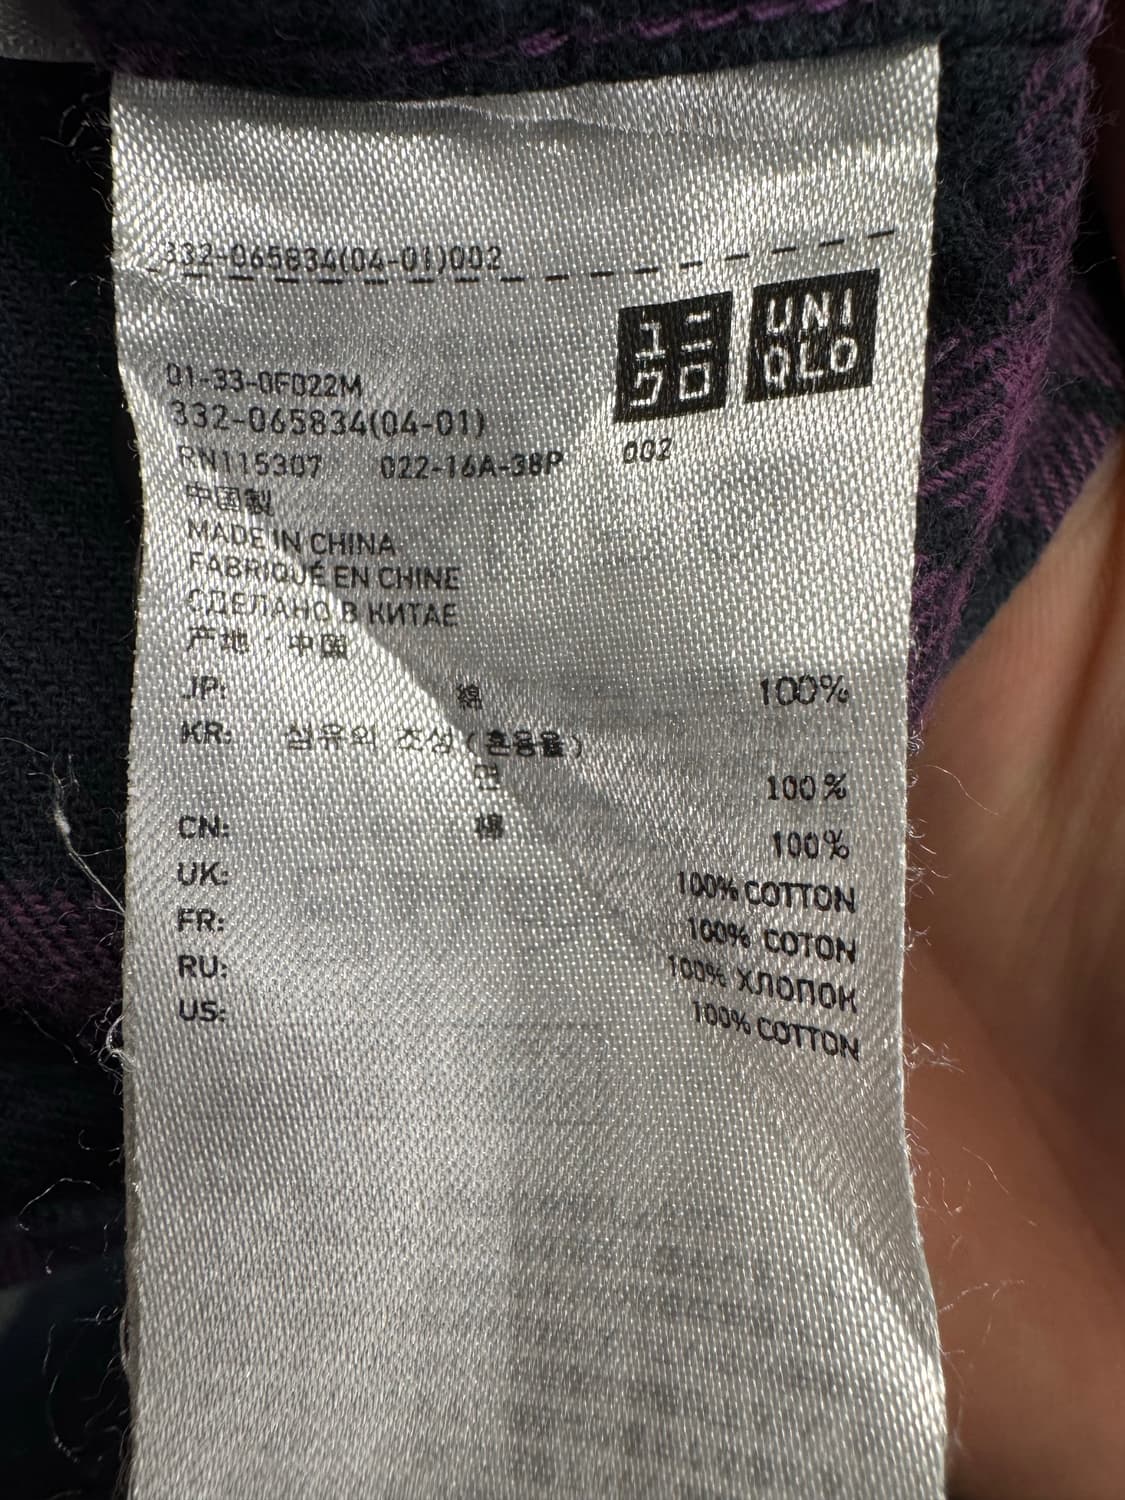 332-065834(04-01)002
ユニ
クロ
UNI
QLO
01-33-0F022M
332-065834(04-01)
002
RN115307 022-16A-38P
中国製
MADE IN CHINA
FABRIQUÉ EN CHINE
СДЕЛАНО В КИТАЕ
产地：中国
JP: 綿 100%
KR: 섬유의 조성 (혼용율)
면 100%
CN: 棉 100%
UK: 100% COTTON
FR: 100% COTON
RU: 100% ХЛОПОК
US: 100% COTTON